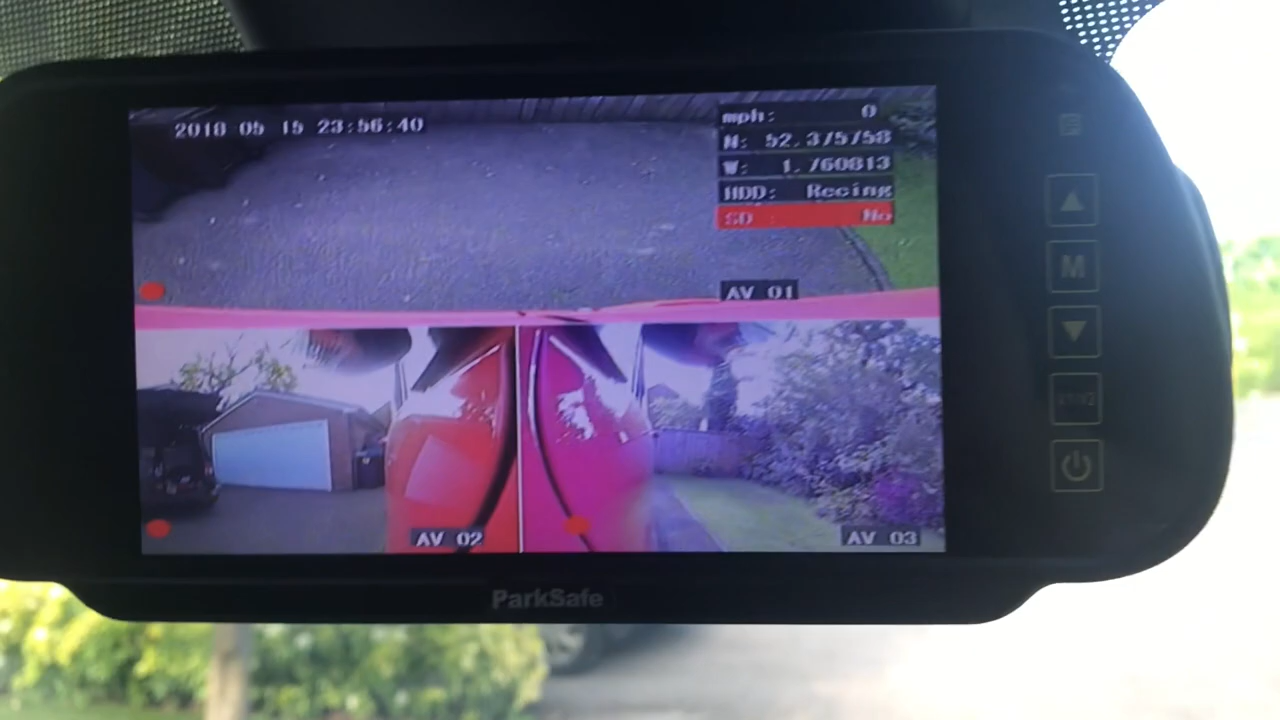 2018 05 15 23:56:40
mph: 0
N: 52.375758
W: 1.760813
HDD: Recing
SD : No
AV 01
AV 02
AV 03
M
ParkSafe